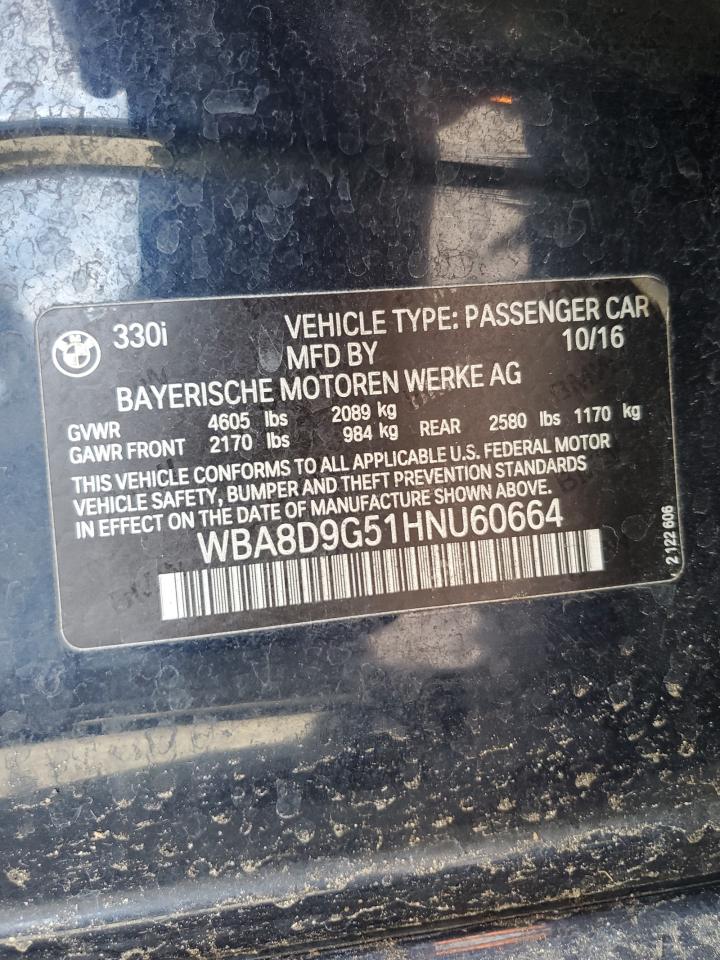 BMW 330i VEHICLE TYPE: PASSENGER CAR
MFD BY 10/16
BAYERISCHE MOTOREN WERKE AG
GVWR 4605 lbs 2089 kg
GAWR FRONT 2170 lbs 984 kg REAR 2580 lbs 1170 kg
THIS VEHICLE CONFORMS TO ALL APPLICABLE U.S. FEDERAL MOTOR
VEHICLE SAFETY, BUMPER AND THEFT PREVENTION STANDARDS
IN EFFECT ON THE DATE OF MANUFACTURE SHOWN ABOVE.
WBA8D9G51HNU60664
2 122 606